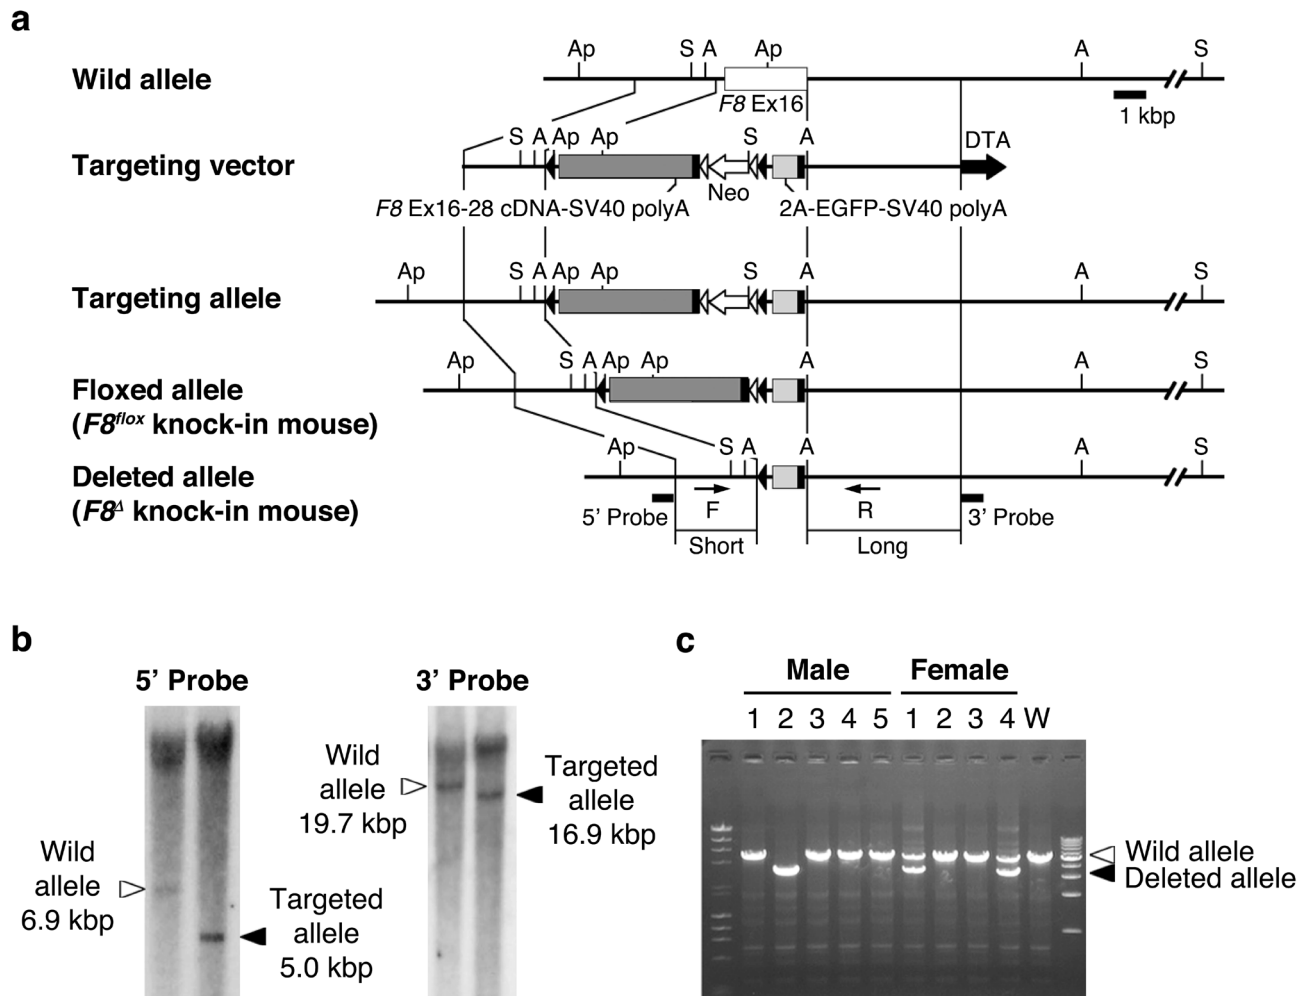 a
Ap S A Ap A S
Wild allele
F8 Ex16
1 kbp
S A Ap Ap S A DTA
Targeting vector
Neo
F8 Ex16-28 cDNA-SV40 polyA 2A-EGFP-SV40 polyA
Ap S A Ap Ap S A A S
Targeting allele
Ap S A Ap Ap A A S
Floxed allele
(F8flox knock-in mouse)
Ap S A A A S
Deleted allele
(F8Δ knock-in mouse)
5’ Probe F R 3’ Probe
Short Long
b
5’ Probe 3’ Probe
Wild
allele
6.9 kbp
Targeted
allele
5.0 kbp
Wild
allele
19.7 kbp
Targeted
allele
16.9 kbp
c
Male Female
1 2 3 4 5 1 2 3 4 W
Wild allele
Deleted allele